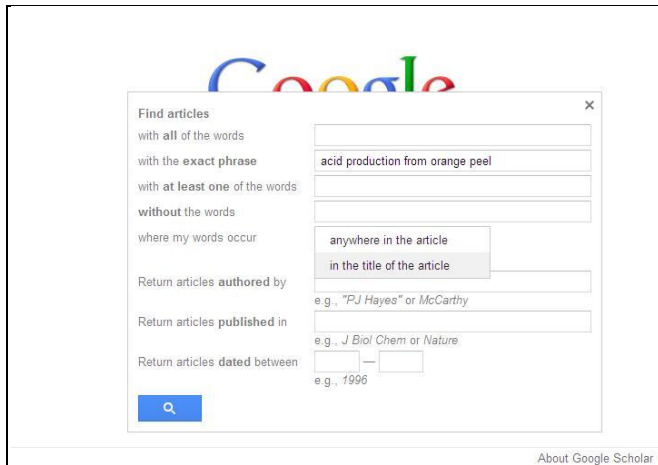 Google
Find articles
with all of the words
with the exact phrase acid production from orange peel
with at least one of the words
without the words
where my words occur anywhere in the article
in the title of the article
Return articles authored by
e.g., "PJ Hayes" or McCarthy
Return articles published in
e.g., J Biol Chem or Nature
Return articles dated between —
e.g., 1996
About Google Scholar